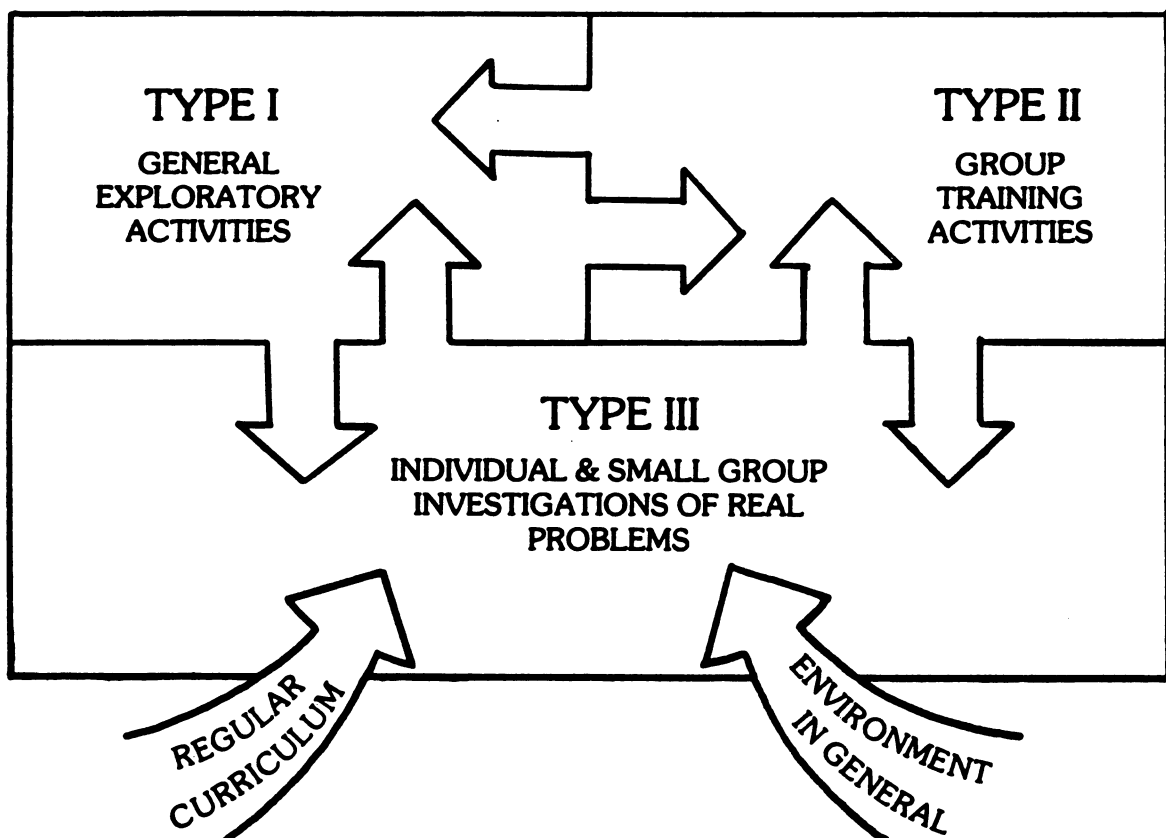 TYPE I
GENERAL
EXPLORATORY
ACTIVITIES
TYPE II
GROUP
TRAINING
ACTIVITIES
TYPE III
INDIVIDUAL & SMALL GROUP
INVESTIGATIONS OF REAL
PROBLEMS
REGULAR
CURRICULUM
ENVIRONMENT
IN GENERAL